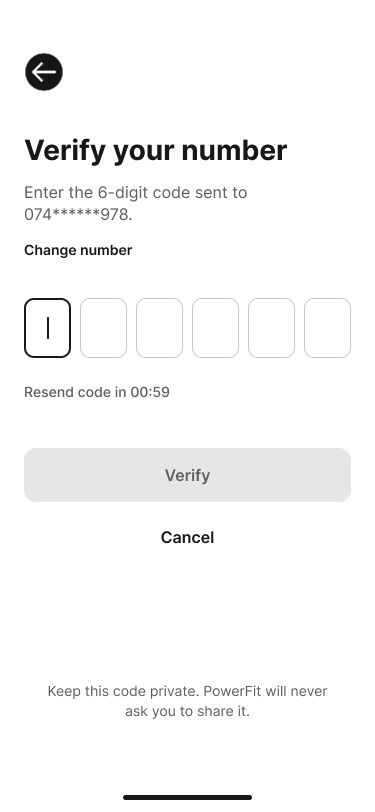 Verify your number
Enter the 6-digit code sent to
074******978.
Change number
Resend code in 00:59
Verify
Cancel
Keep this code private. PowerFit will never
ask you to share it.